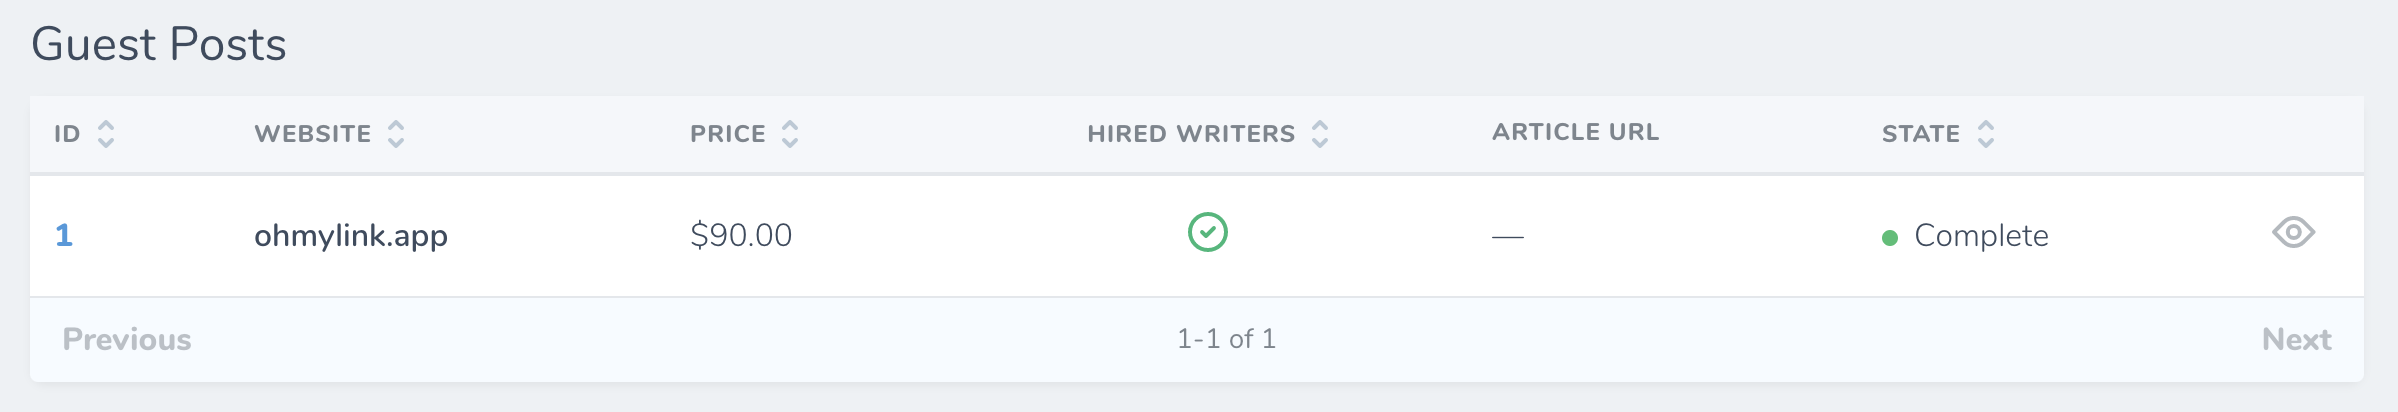 Guest Posts
ID WEBSITE PRICE HIRED WRITERS ARTICLE URL STATE
1 ohmylink.app $90.00 — Complete
Previous 1-1 of 1 Next